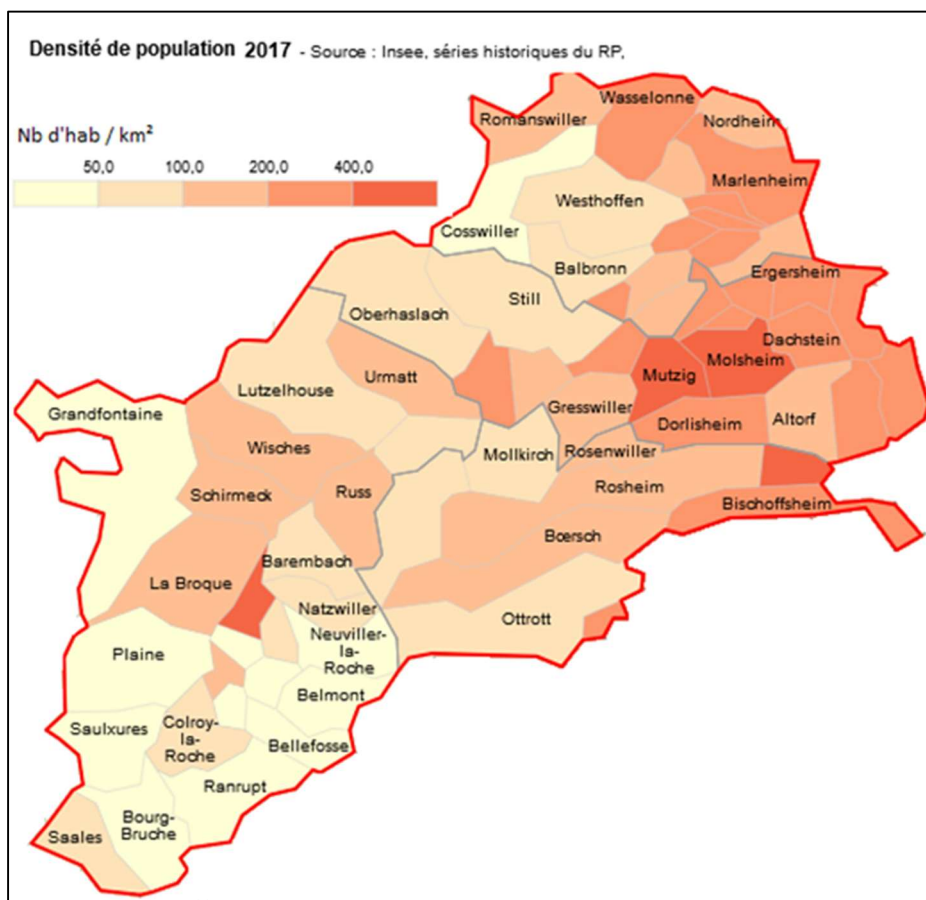 Densité de population 2017 - Source : Insee, séries historiques du RP,
Nb d'hab / km²
50,0 100,0 200,0 400,0
Wasselonne
Romanswiller
Nordheim
Marlenheim
Westhoffen
Cosswiller
Balbronn
Ergersheim
Still
Oberhaslach
Dachstein
Molsheim
Mutzig
Urmatt
Lutzelhouse
Gresswiller
Grandfontaine
Dorlisheim
Altorf
Wisches
Mollkirch
Rosenwiller
Rosheim
Schirmeck
Russ
Bischoffsheim
Bœrsch
Barembach
La Broque
Natzwiller
Ottrott
Neuviller-
la-
Roche
Plaine
Belmont
Saulxures
Colroy-
la-
Roche
Bellefosse
Ranrupt
Bourg-
Bruche
Saales